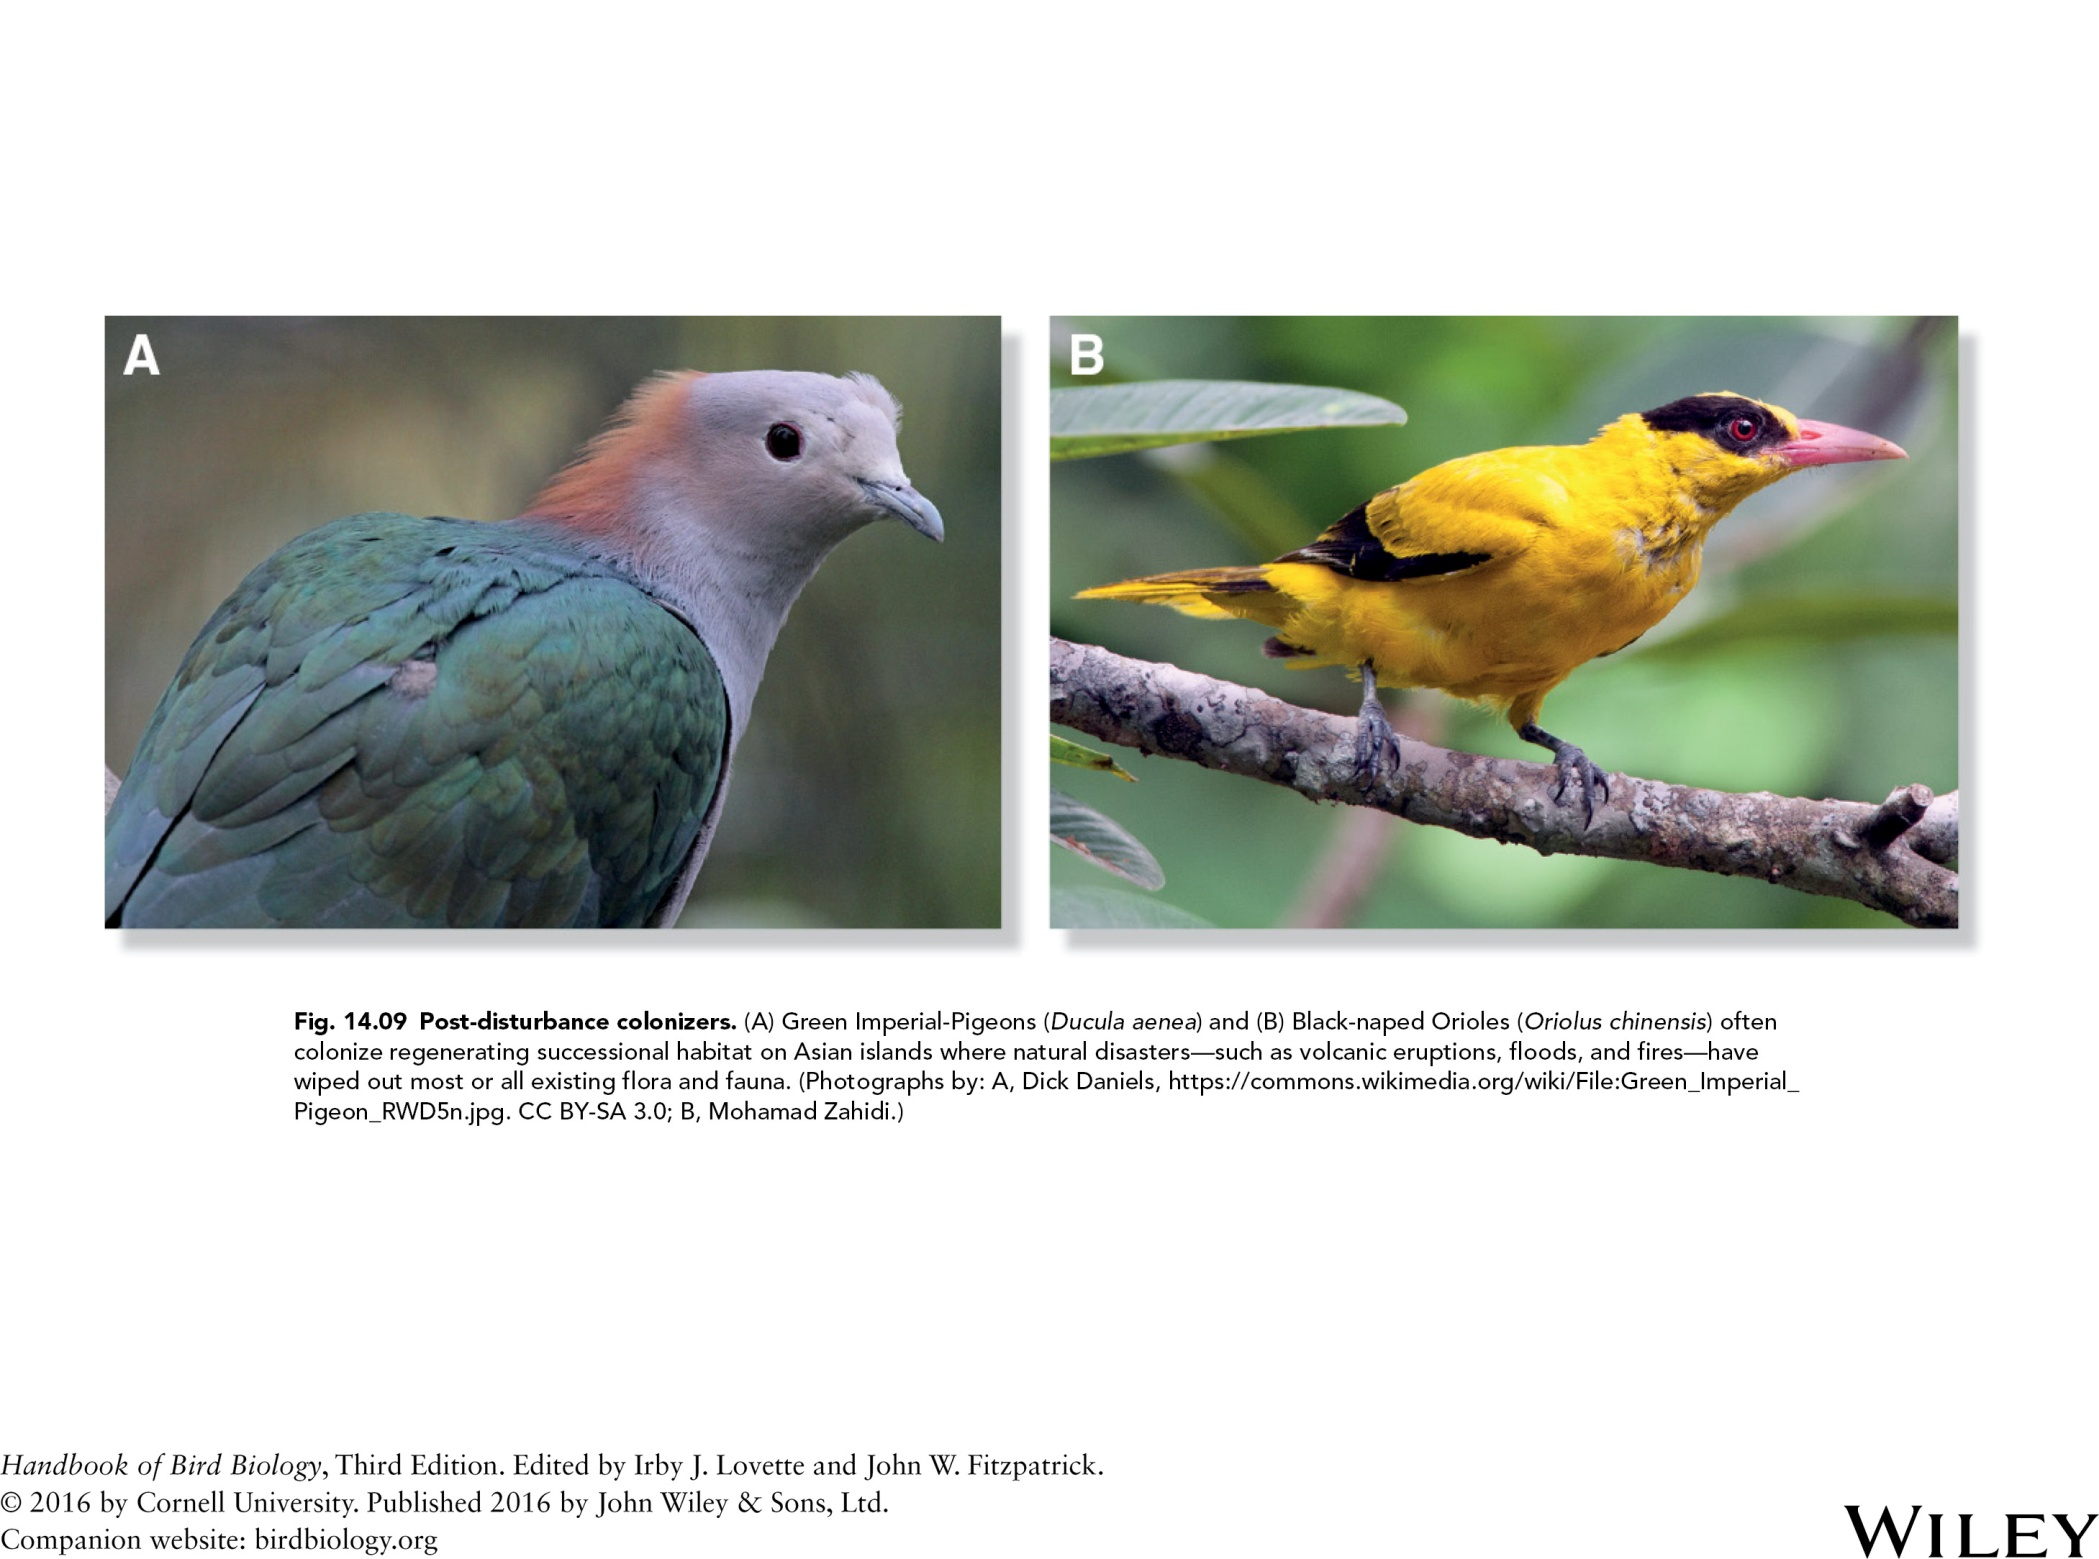 A
B
Fig. 14.09 Post-disturbance colonizers. (A) Green Imperial-Pigeons (Ducula aenea) and (B) Black-naped Orioles (Oriolus chinensis) often
colonize regenerating successional habitat on Asian islands where natural disasters—such as volcanic eruptions, floods, and fires—have
wiped out most or all existing flora and fauna. (Photographs by: A, Dick Daniels, https://commons.wikimedia.org/wiki/File:Green_Imperial_
Pigeon_RWD5n.jpg. CC BY-SA 3.0; B, Mohamad Zahidi.)
Handbook of Bird Biology, Third Edition. Edited by Irby J. Lovette and John W. Fitzpatrick.
© 2016 by Cornell University. Published 2016 by John Wiley & Sons, Ltd.
Companion website: birdbiology.org
WILEY